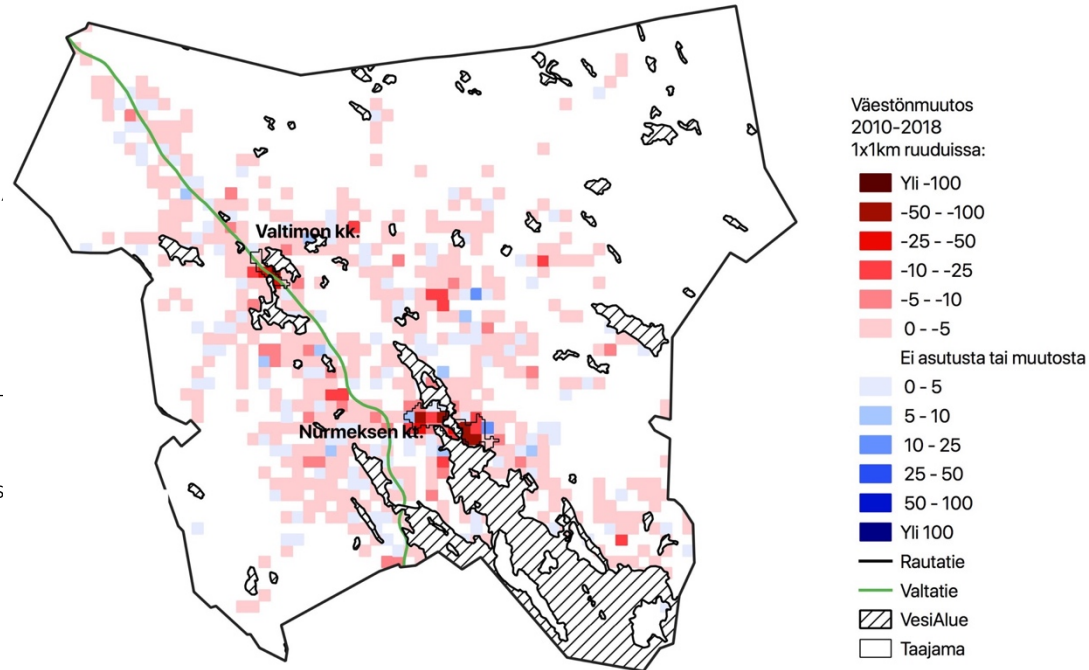 Väestönmuutos
2010-2018
1x1km ruuduissa:
Yli -100
-50 - -100
-25 - -50
-10 - -25
-5 - -10
0 - -5
Ei asutusta tai muutosta
0 - 5
5 - 10
10 - 25
25 - 50
50 - 100
Yli 100
Rautatie
Valtatie
VesiAlue
Taajama
Valtimon kk.
Nurmeksen kt.